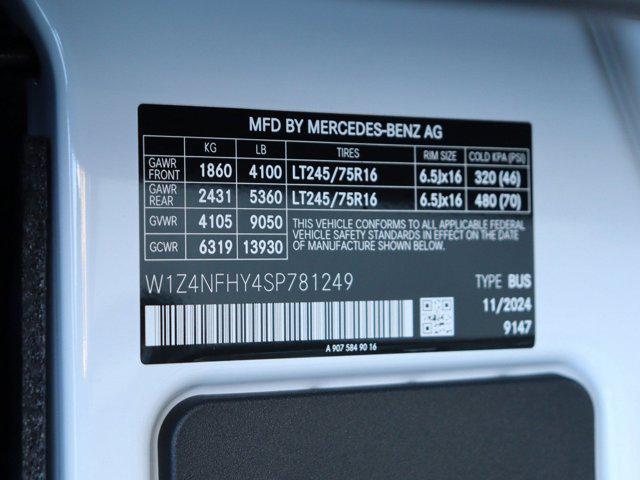 MFD BY MERCEDES-BENZ AG
KG LB TIRES RIM SIZE COLD KPA (PSI)
GAWR FRONT 1860 4100 LT245/75R16 6.5Jx16 320 (46)
GAWR REAR 2431 5360 LT245/75R16 6.5Jx16 480 (70)
GVWR 4105 9050
GCWR 6319 13930
THIS VEHICLE CONFORMS TO ALL APPLICABLE FEDERAL
VEHICLE SAFETY STANDARDS IN EFFECT ON THE DATE
OF MANUFACTURE SHOWN BELOW.
W1Z4NFHY4SP781249
TYPE BUS
11/2024
9147
A 907 584 90 16